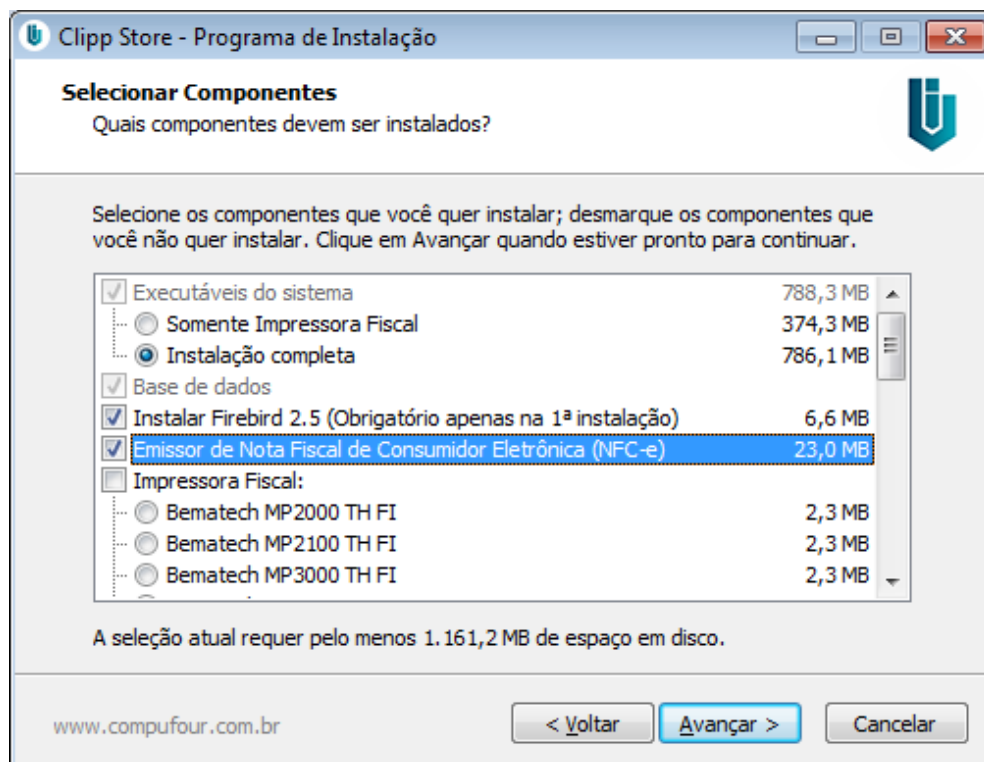 Clipp Store - Programa de Instalação
Selecionar Componentes
Quais componentes devem ser instalados?
Selecione os componentes que você quer instalar; desmarque os componentes que
você não quer instalar. Clique em Avançar quando estiver pronto para continuar.
Executáveis do sistema 788,3 MB
Somente Impressora Fiscal 374,3 MB
Instalação completa 786,1 MB
Base de dados
Instalar Firebird 2.5 (Obrigatório apenas na 1ª instalação) 6,6 MB
Emissor de Nota Fiscal de Consumidor Eletrônica (NFC-e) 23,0 MB
Impressora Fiscal:
Bematech MP2000 TH FI 2,3 MB
Bematech MP2100 TH FI 2,3 MB
Bematech MP3000 TH FI 2,3 MB
A seleção atual requer pelo menos 1.161,2 MB de espaço em disco.
www.compufour.com.br < Voltar Avançar > Cancelar